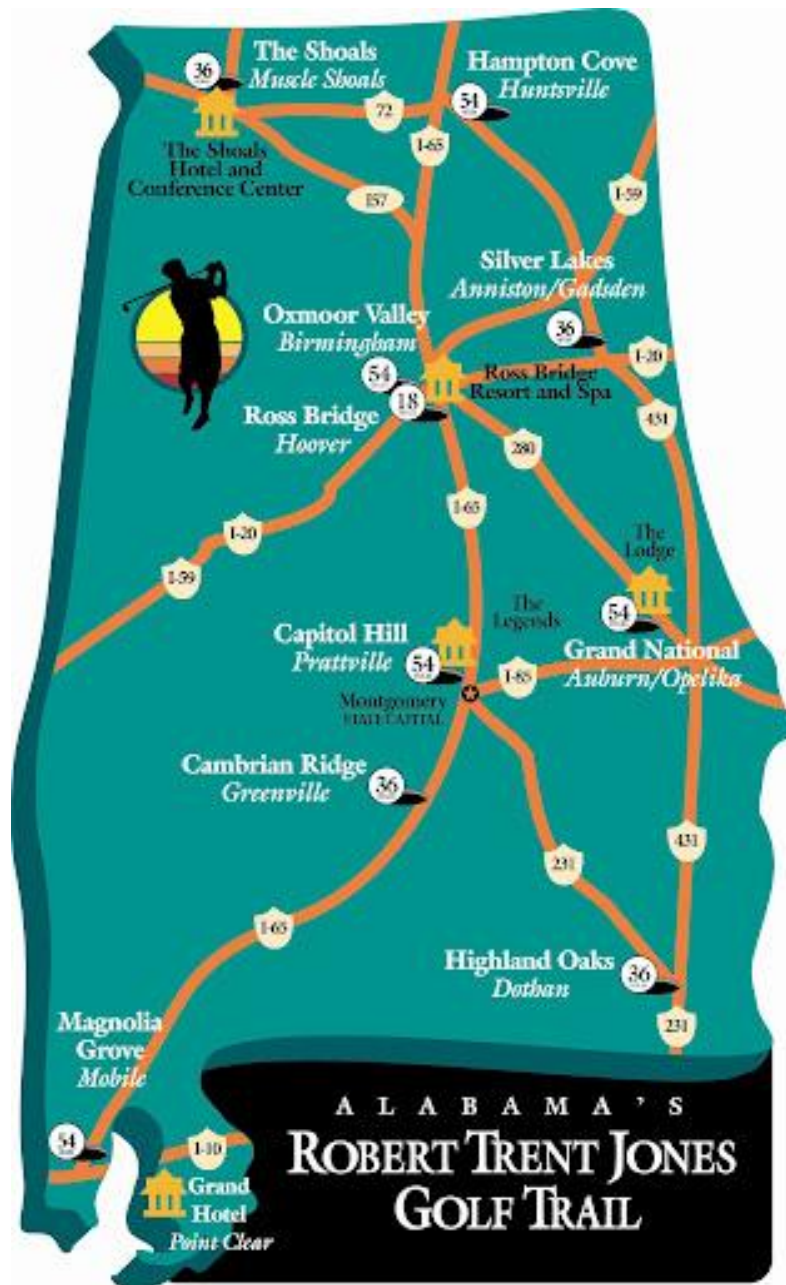 The Shoals
Muscle Shoals
36
Hampton Cove
Huntsville
54
72
I-65
The Shoals
Hotel and
Conference Center
157
I-59
Silver Lakes
Anniston/Gadsden
36
Oxmoor Valley
Birmingham
54
18
Ross Bridge
Resort and Spa
I-20
Ross Bridge
Hoover
431
280
I-65
I-20
I-59
The
Lodge
54
The
Legends
Capitol Hill
Prattville
54
Grand National
Auburn/Opelika
I-85
Montgomery
STATE CAPITAL
Cambrian Ridge
Greenville
36
431
231
I-65
Highland Oaks
Dothan
36
231
Magnolia
Grove
Mobile
54
I-10
Grand
Hotel
Point Clear
ALABAMA'S
ROBERT TRENT JONES
GOLF TRAIL